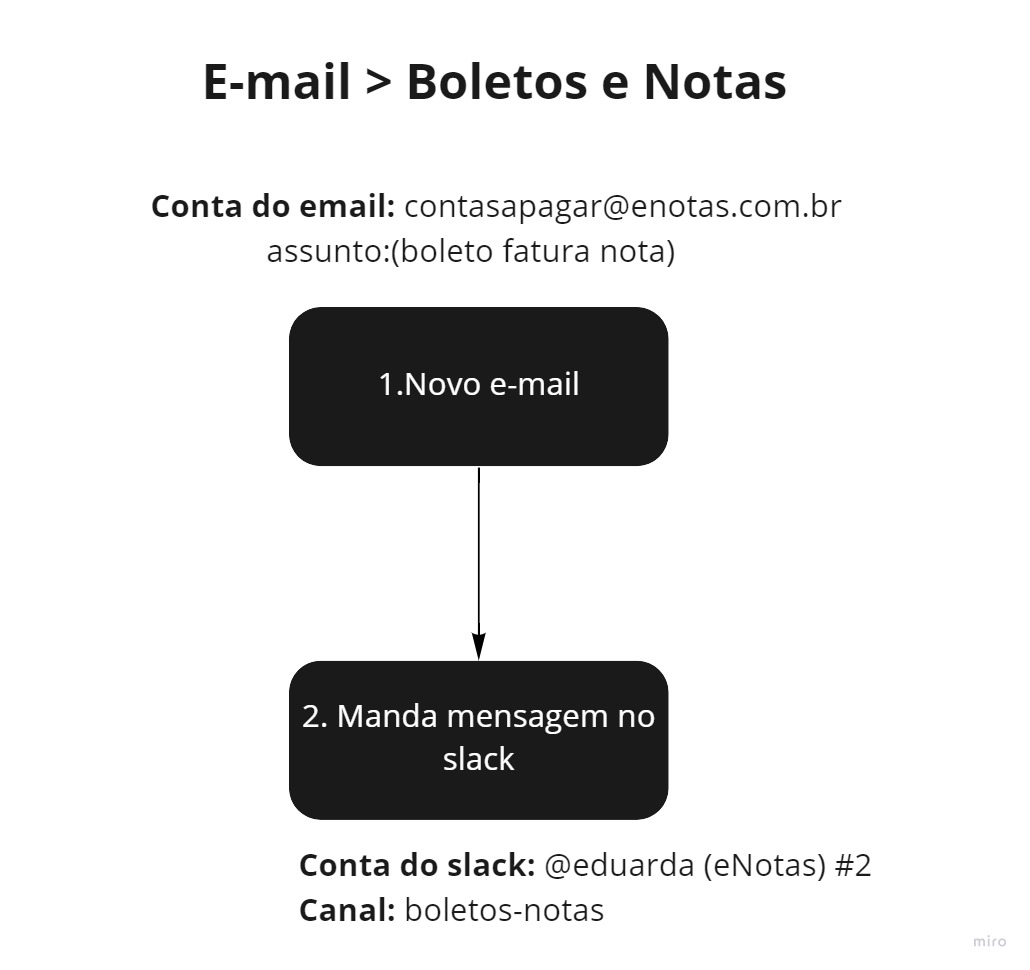 E-mail > Boletos e Notas
Conta do email: contasapagar@enotas.com.br
assunto:(boleto fatura nota)
1.Novo e-mail
2. Manda mensagem no
slack
Conta do slack: @eduarda (eNotas) #2
Canal: boletos-notas
miro